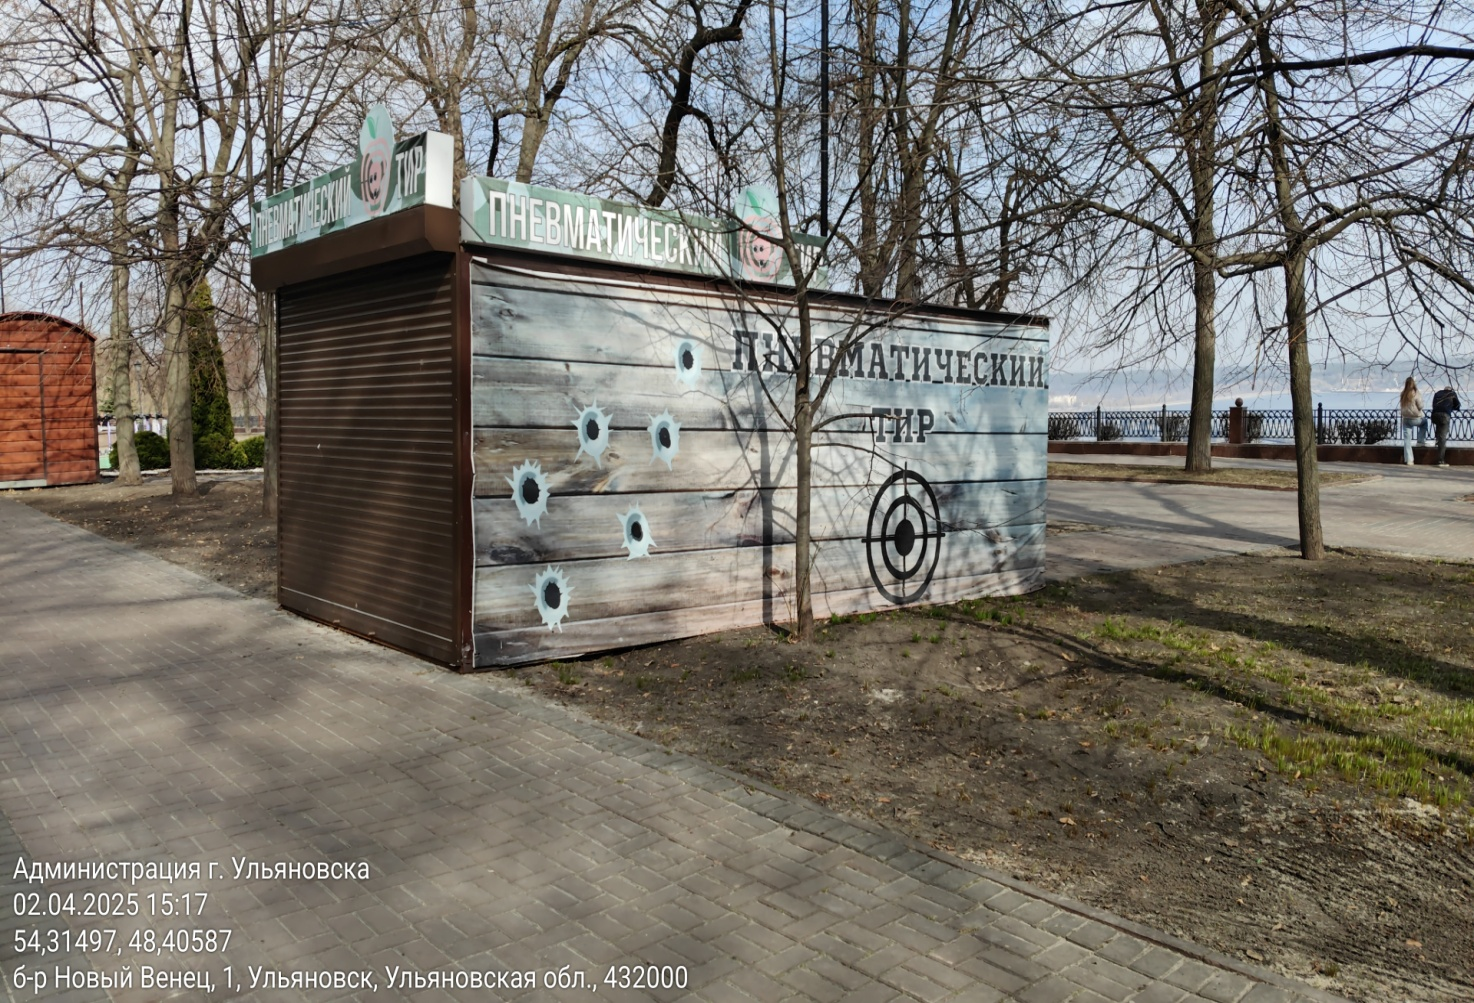 ПНЕВМАТИЧЕСКИЙ ТИР
ПНЕВМАТИЧЕСКИЙ ТИР
ПНЕВМАТИЧЕСКИЙ
ТИР
Администрация г. Ульяновска
02.04.2025 15:17
54,31497, 48,40587
б-р Новый Венец, 1, Ульяновск, Ульяновская обл., 432000